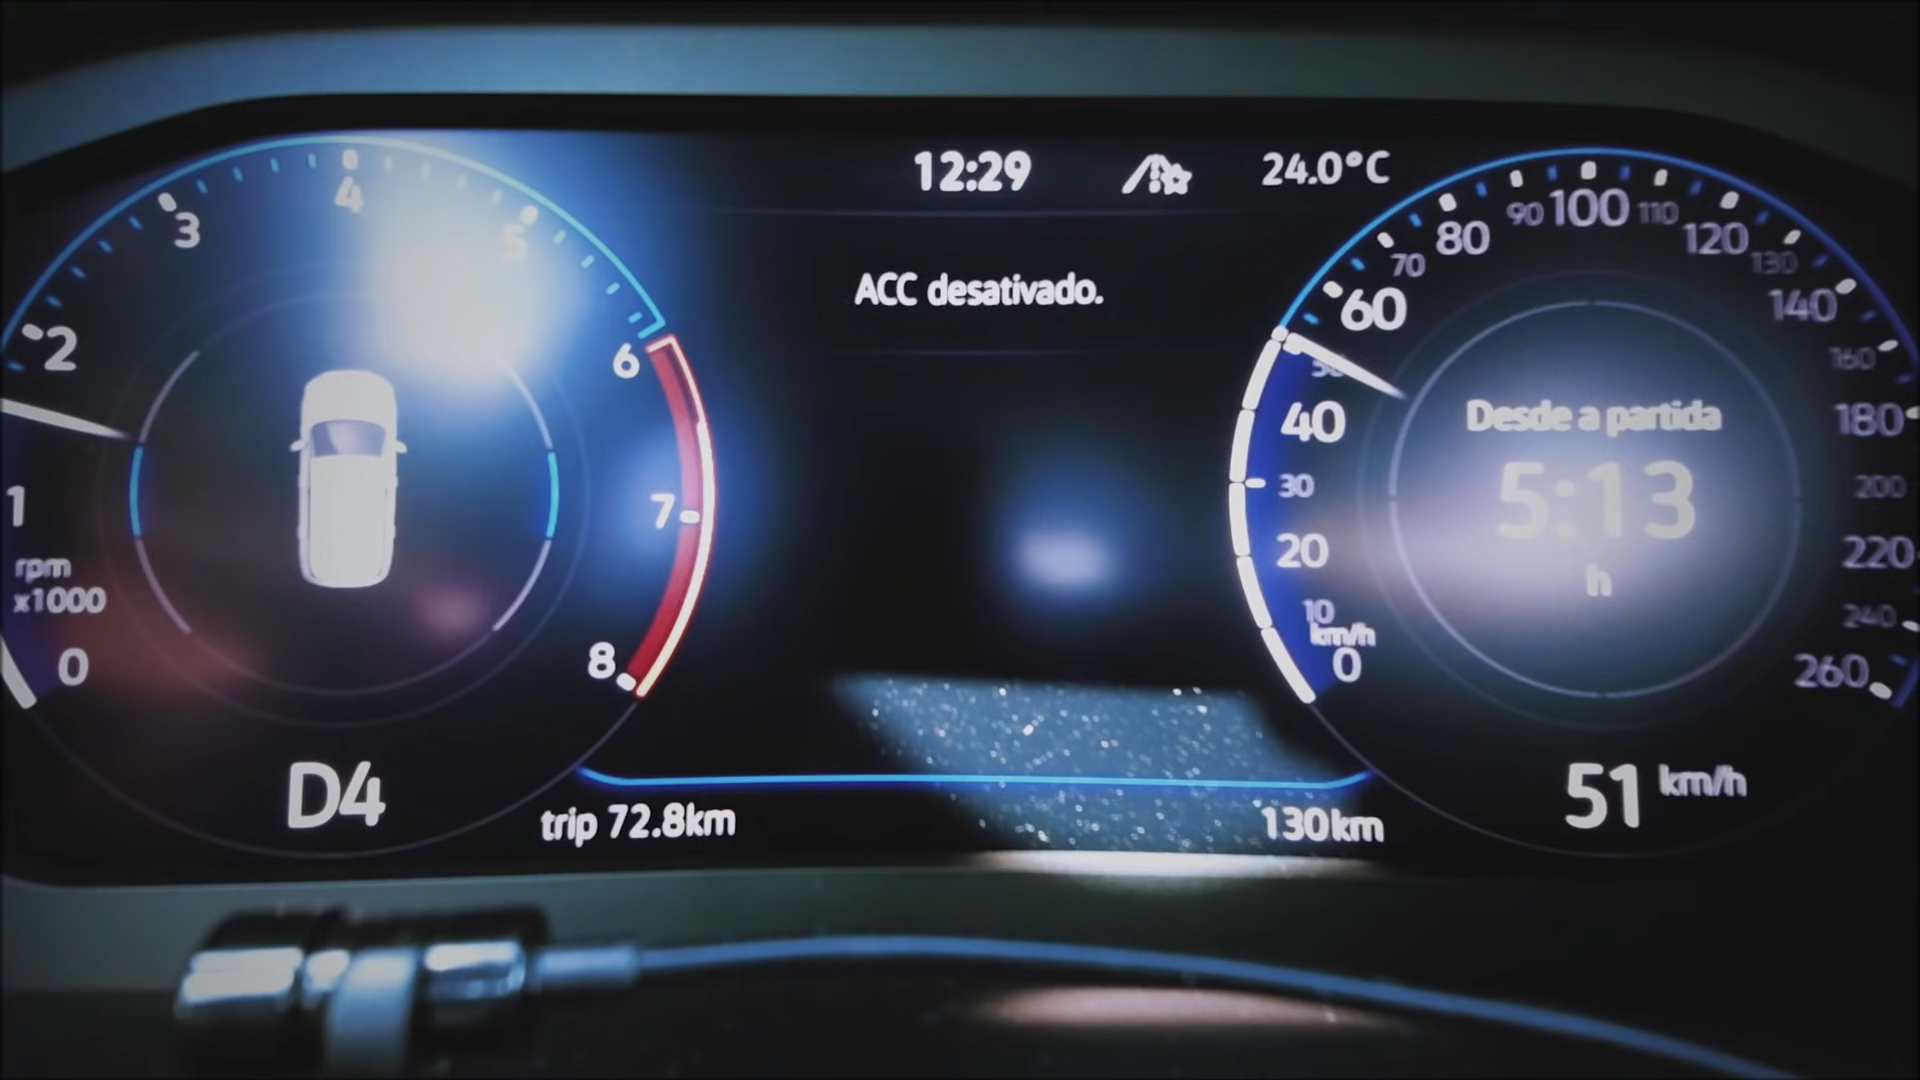 12:29
24.0°C
ACC desativado.
4
3
5
2
6
1
7
rpm
x1000
0
8
D4
trip 72.8km
130km
100
90
110
80
120
70
130
60
140
50
160
40
180
30
200
20
220
10
240
km/h
0
260
Desde a partida
5:13
h
51 km/h